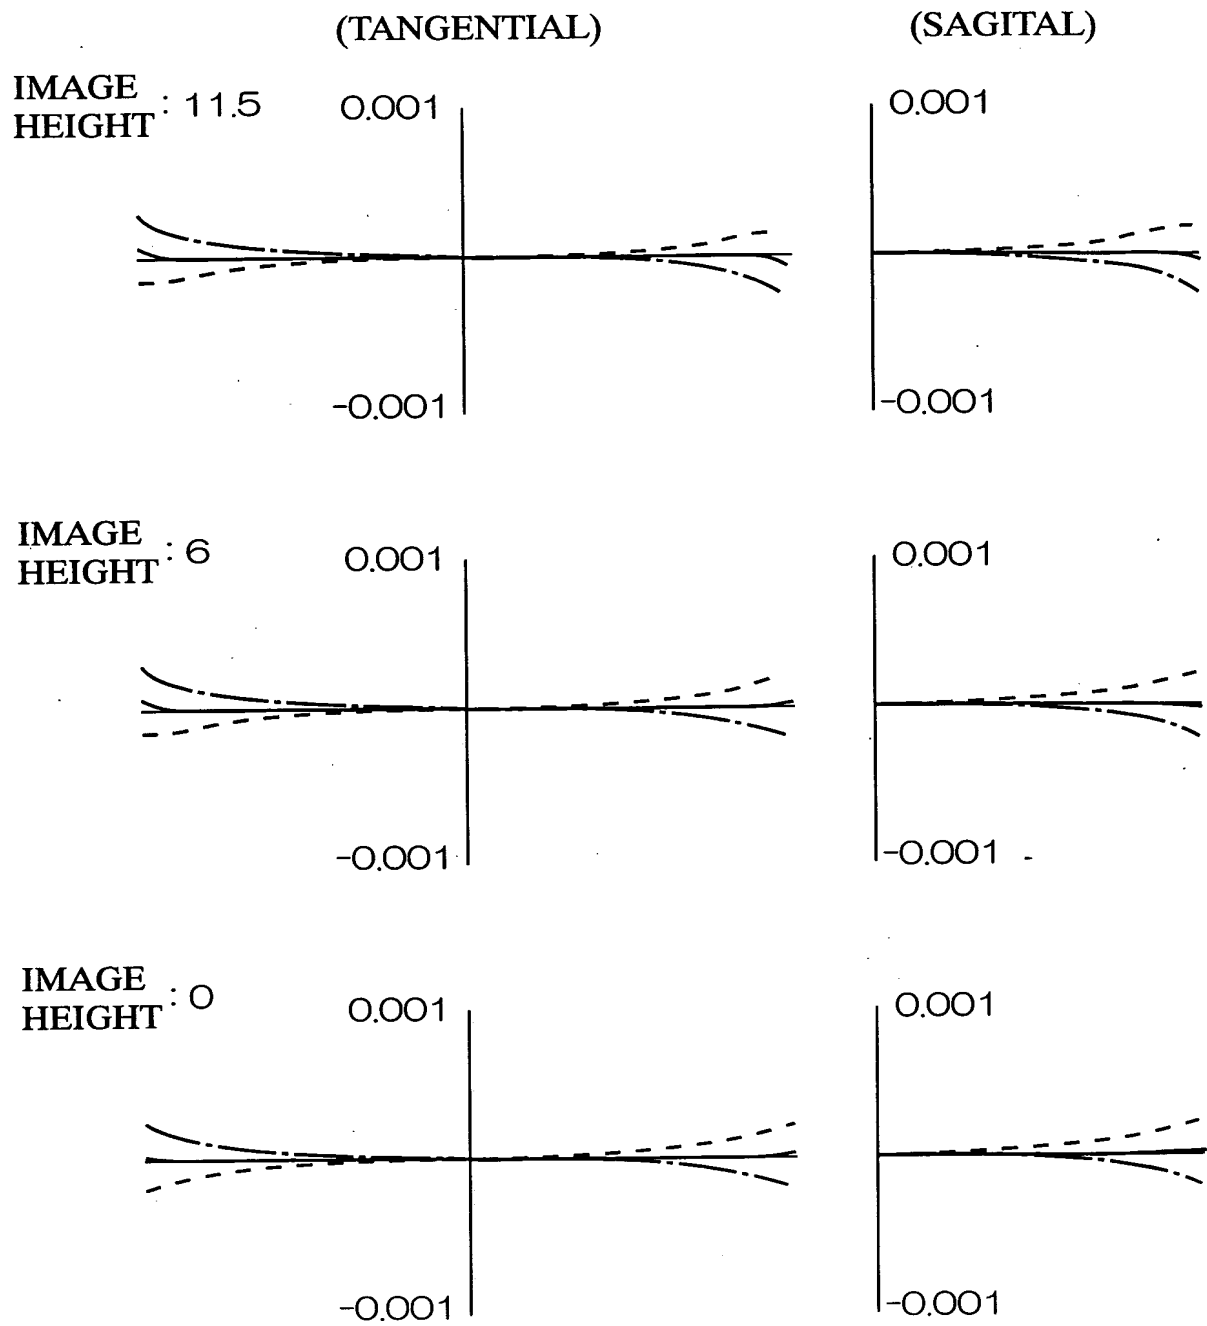 (TANGENTIAL) (SAGITAL)
IMAGE
HEIGHT : 11.5
0.001 0.001
-0.001 -0.001
IMAGE
HEIGHT : 6
0.001 0.001
-0.001 -0.001
IMAGE
HEIGHT : 0
0.001 0.001
-0.001 -0.001